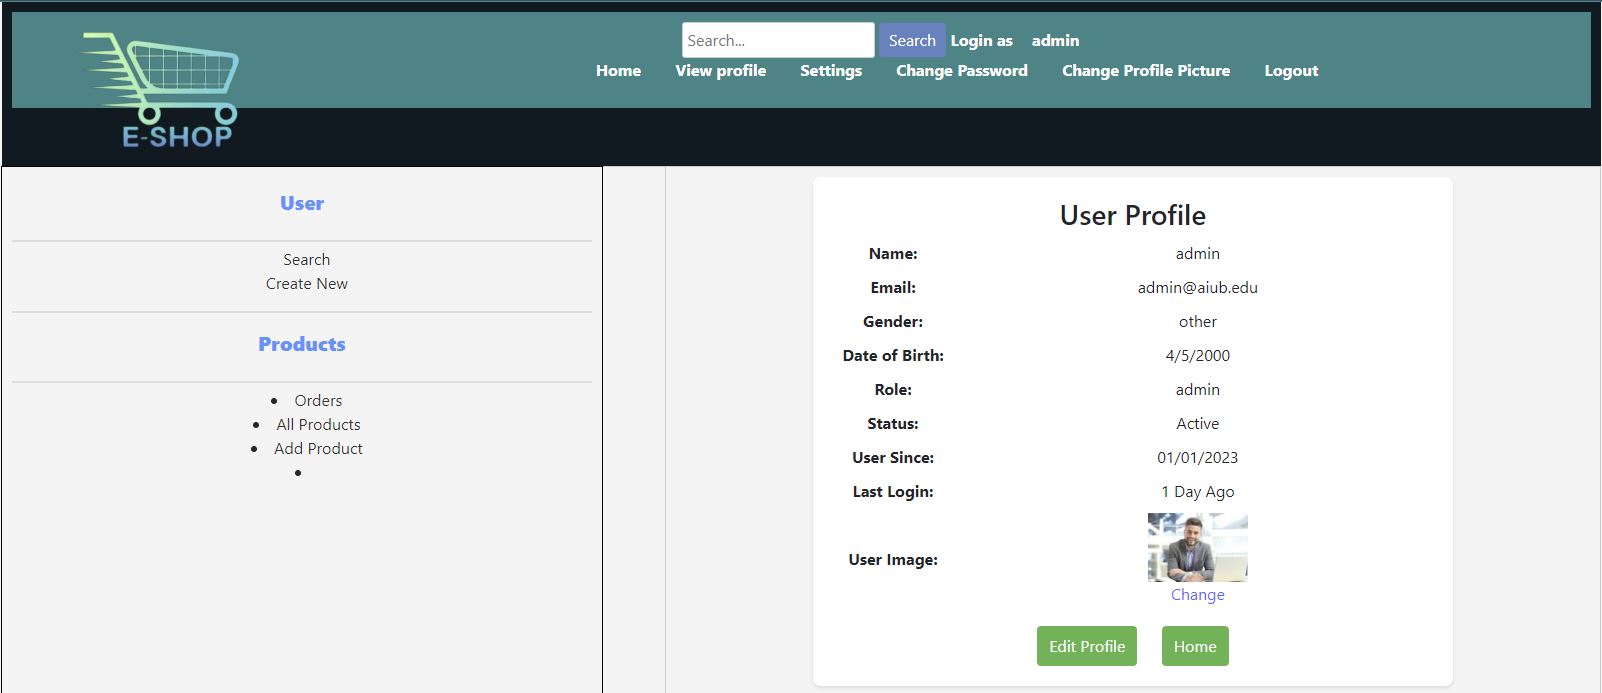 Search... Search Login as admin
Home View profile Settings Change Password Change Profile Picture Logout
E-SHOP
User
Search
Create New
Products
Orders
All Products
Add Product
User Profile
Name: admin
Email: admin@aiub.edu
Gender: other
Date of Birth: 4/5/2000
Role: admin
Status: Active
User Since: 01/01/2023
Last Login: 1 Day Ago
User Image:
Change
Edit Profile Home